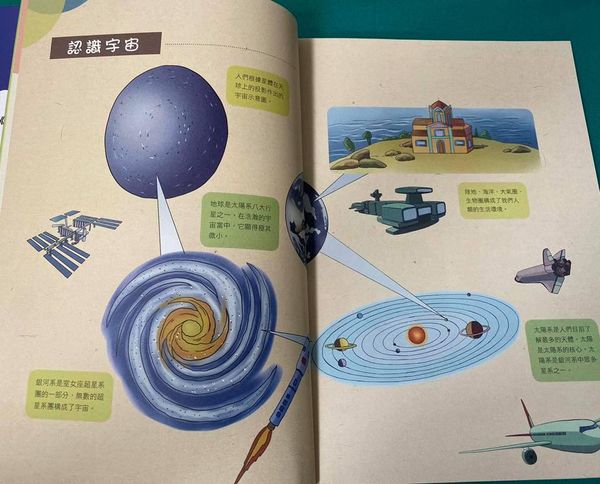 認識宇宙
人們根據星體在天
球上的投影作出的
宇宙示意圖。
地球是太陽系八大行
星之一，在浩瀚的宇
宙當中，它顯得極其
微小。
銀河系是室女座超星系
團的一部分，無數的超
星系團構成了宇宙。
陸地、海洋、大氣圈、
生物圈構成了我們人
類的生活環境。
太陽系是人們目前了
解最多的天體，太陽
是太陽系的核心。太
陽系是銀河系中眾多
星系之一。